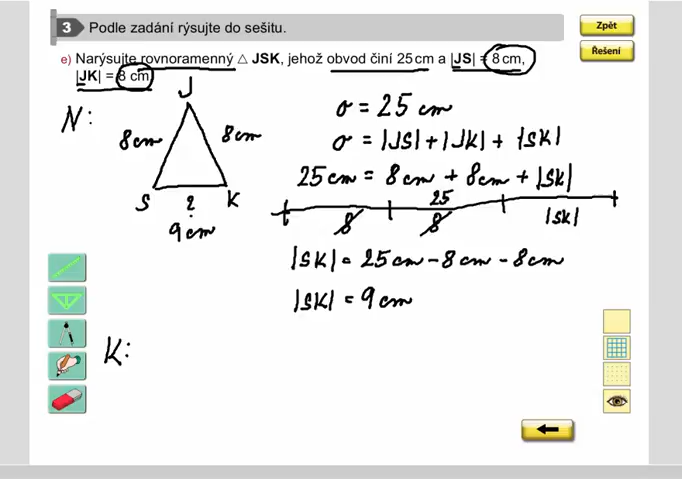 3 Podle zadání rýsujte do sešitu.
Zpět
e) Narýsujte rovnoramenný △ JSK, jehož obvod činí 25 cm a |JS| = 8 cm,
Řešení
|JK| = 8 cm.
N:
J
8cm
8cm
S
?
K
9cm
o = 25 cm
o = |JS| + |JK| + |SK|
25 cm = 8 cm + 8 cm + |SK|
25
8
8
|SK|
|SK| = 25 cm - 8 cm - 8 cm
|SK| = 9 cm
K: